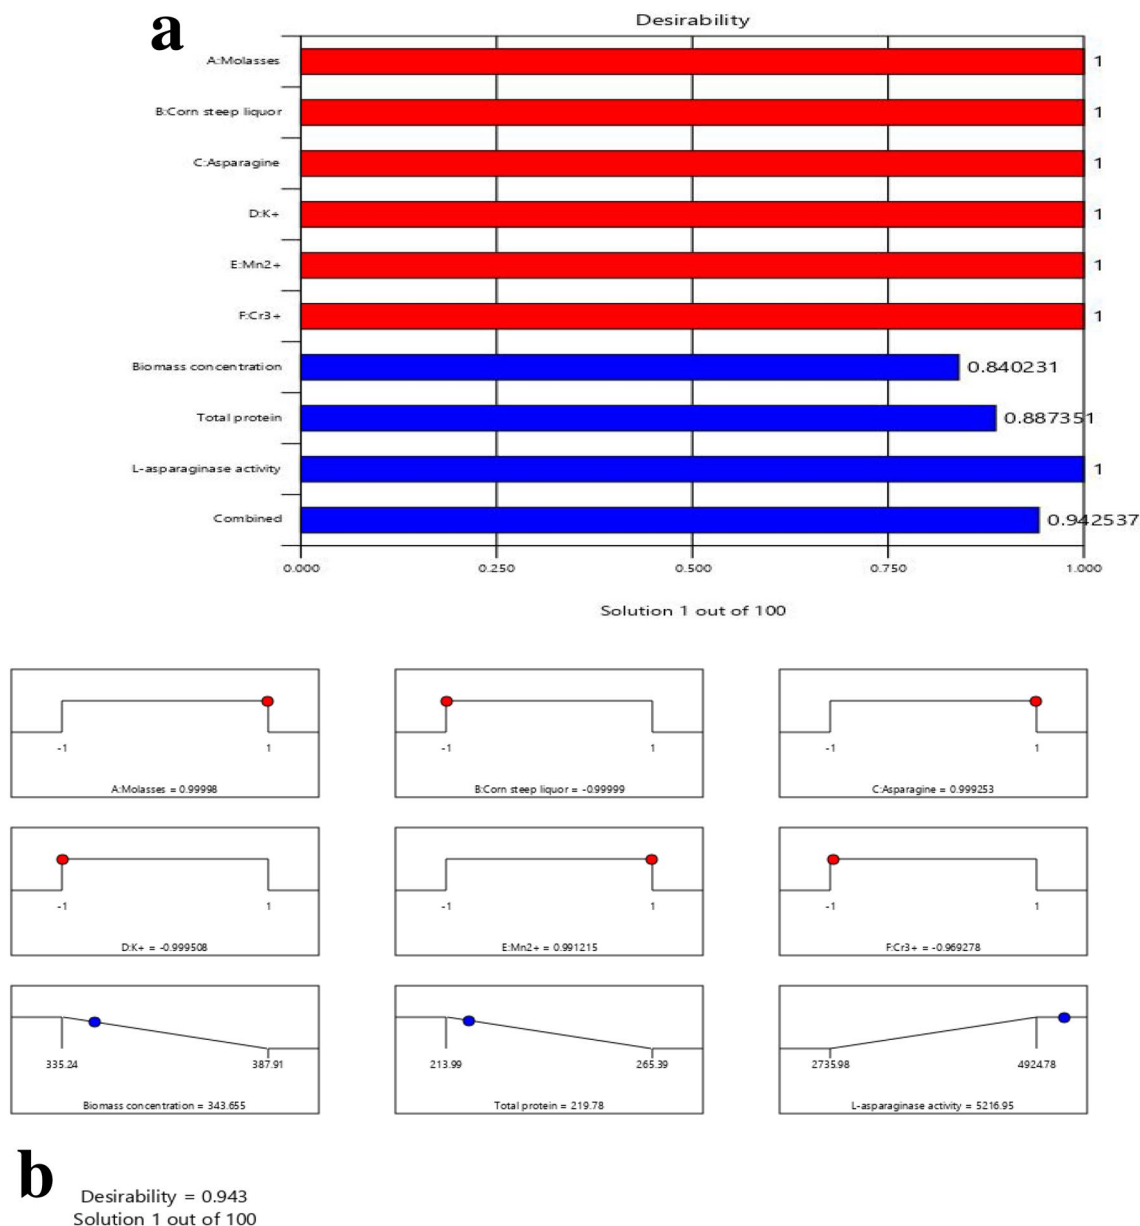 a
Desirability
A:Molasses 1
B:Corn steep liquor 1
C:Asparagine 1
D:K+ 1
E:Mn2+ 1
F:Cr3+ 1
Biomass concentration 0.840231
Total protein 0.887351
L-asparaginase activity 1
Combined 0.942537
0.000 0.250 0.500 0.750 1.000
Solution 1 out of 100
-1 1 -1 1 -1 1
A:Molasses = 0.99998 B:Corn steep liquor = -0.99999 C:Asparagine = 0.999253
-1 1 -1 1 -1 1
D:K+ = -0.999508 E:Mn2+ = 0.991215 F:Cr3+ = -0.969278
335.24 387.91 213.99 265.39 2735.98 4924.78
Biomass concentration = 343.655 Total protein = 219.78 L-asparaginase activity = 5216.95
b
Desirability = 0.943
Solution 1 out of 100